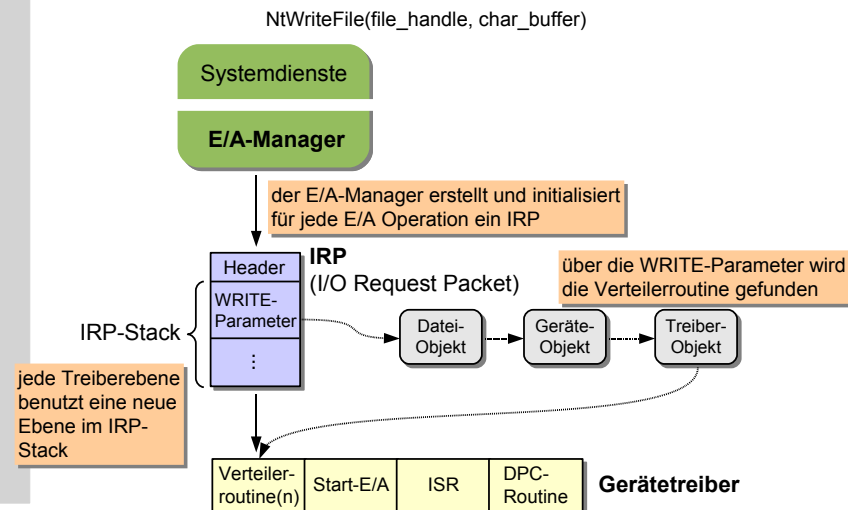 NtWriteFile(file_handle, char_buffer)
Systemdienste
E/A-Manager
der E/A-Manager erstellt und initialisiert
für jede E/A Operation ein IRP
IRP
(I/O Request Packet)
Header
WRITE-
Parameter
⋮
IRP-Stack
über die WRITE-Parameter wird
die Verteilerroutine gefunden
Datei-
Objekt
Geräte-
Objekt
Treiber-
Objekt
jede Treiberebene
benutzt eine neue
Ebene im IRP-
Stack
Verteiler-
routine(n)
Start-E/A
ISR
DPC-
Routine
Gerätetreiber